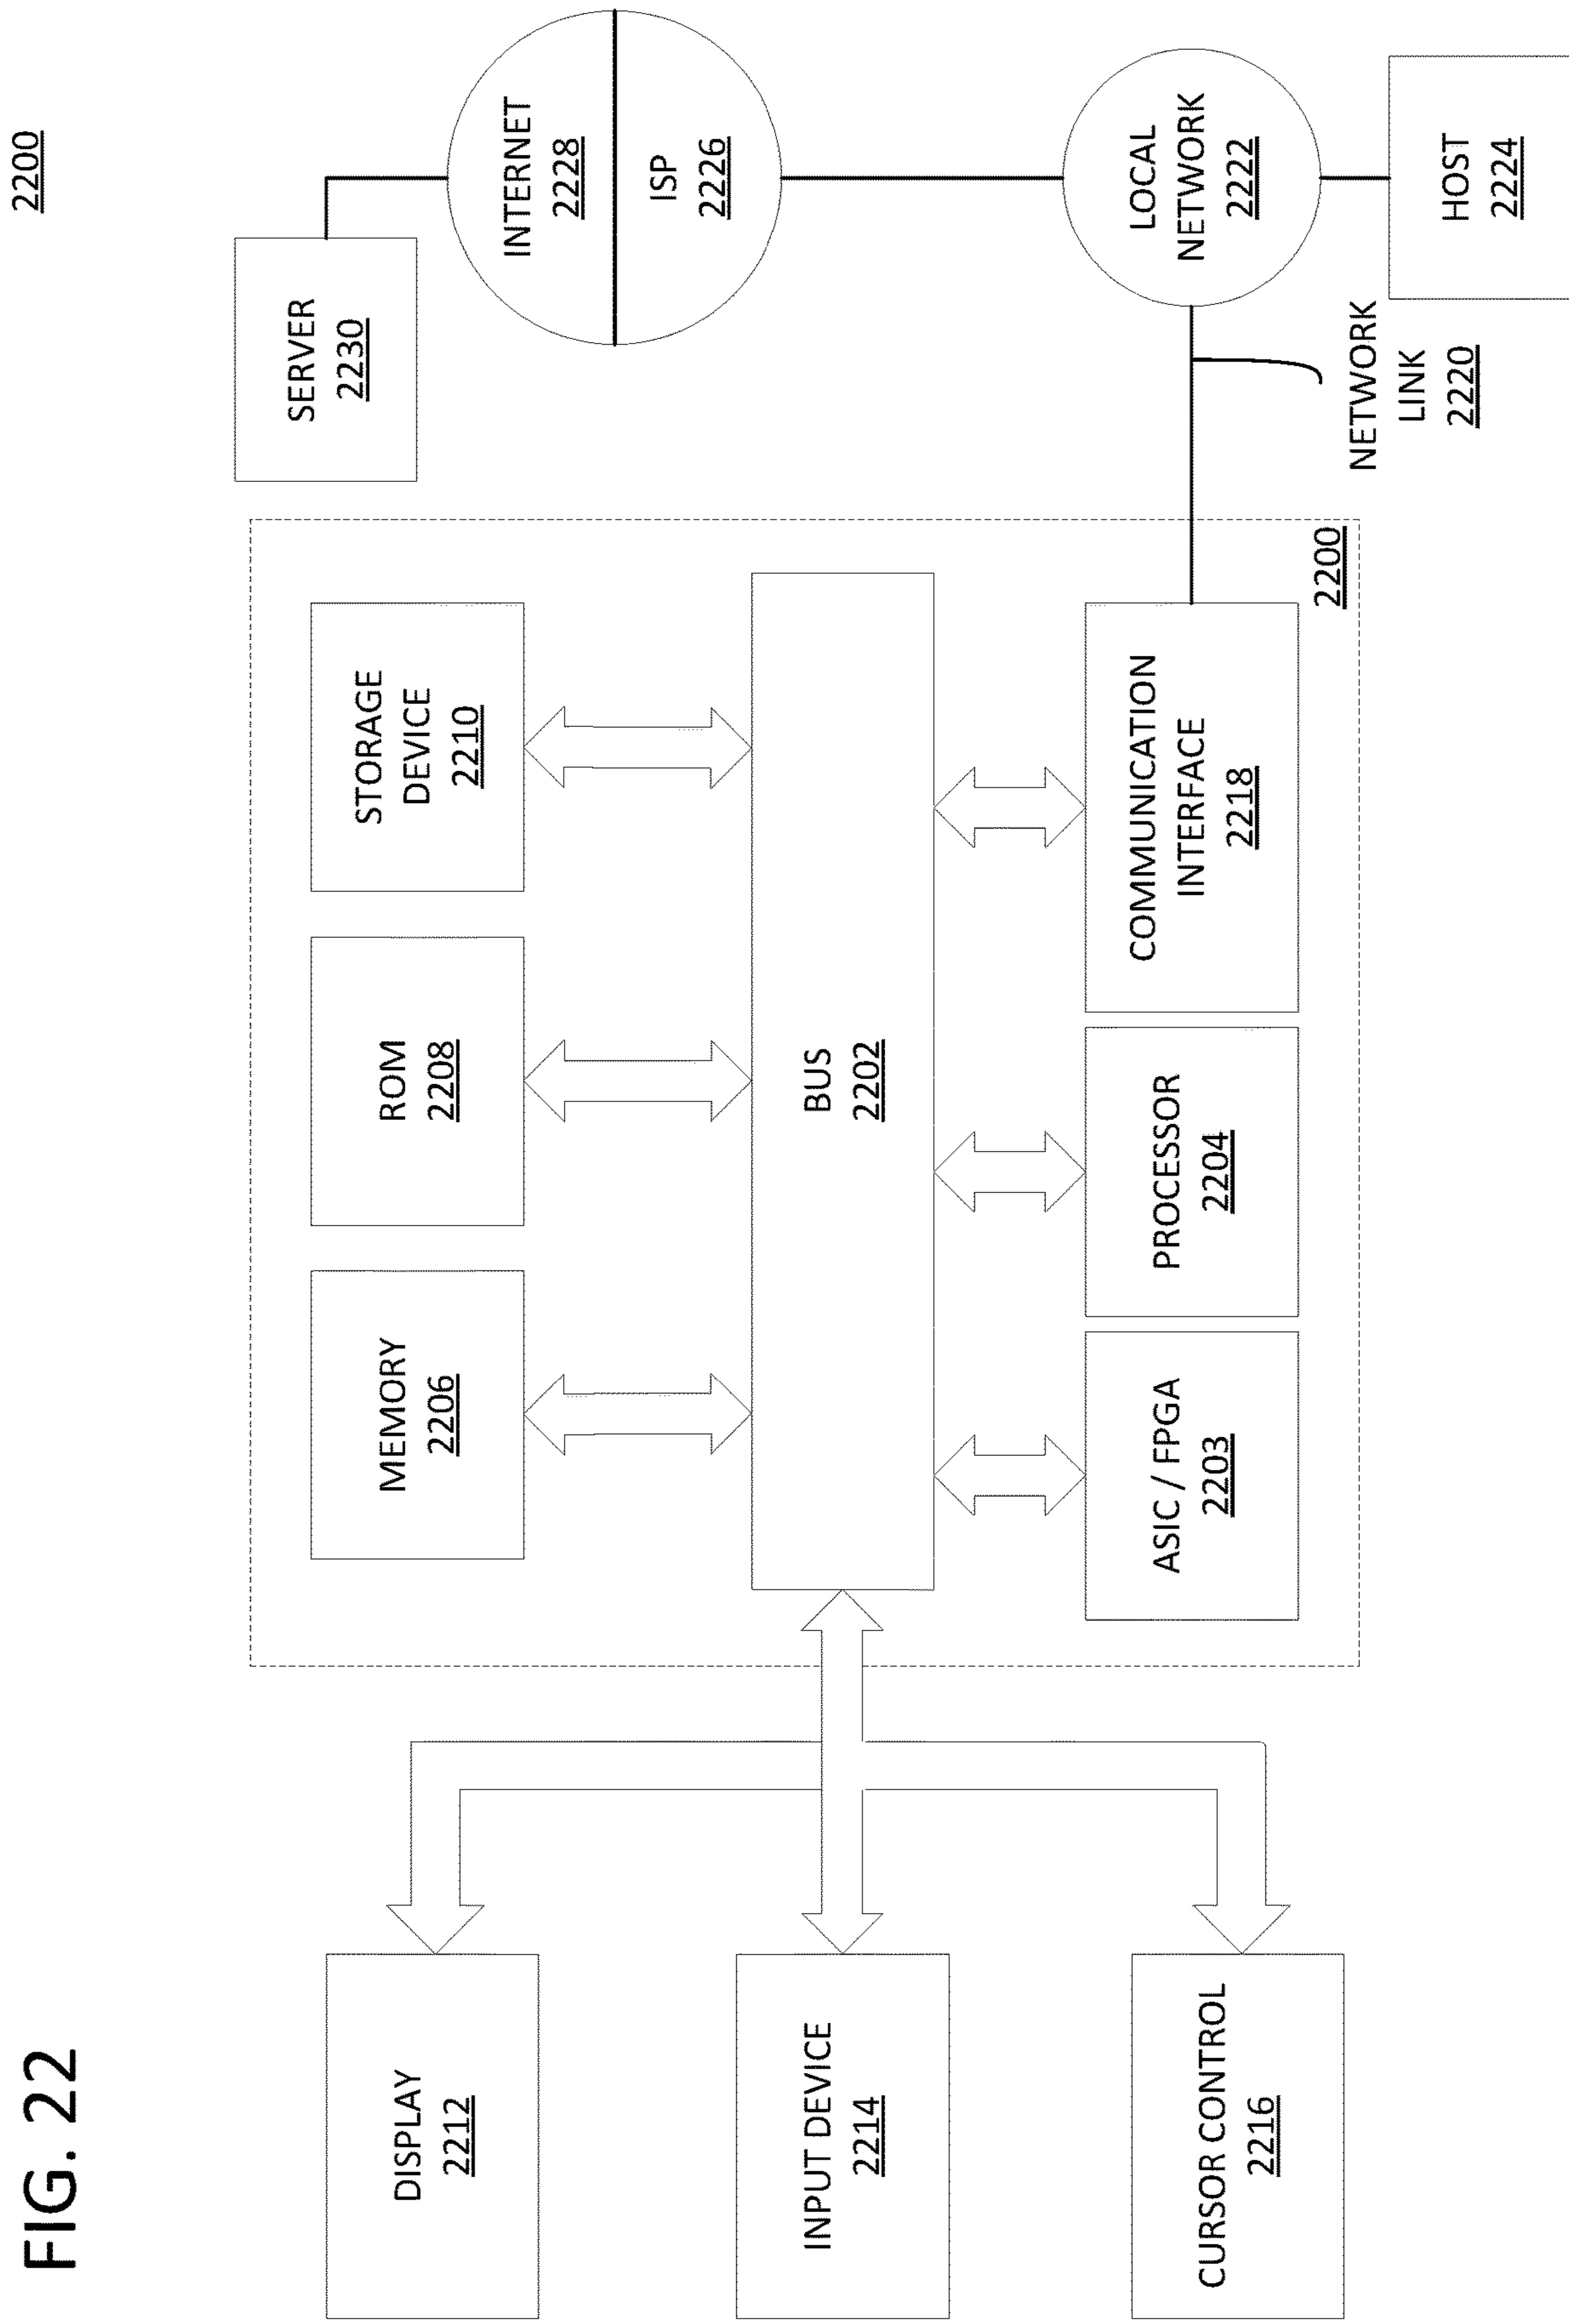 FIG. 22
2200
DISPLAY
2212
INPUT DEVICE
2214
CURSOR CONTROL
2216
MEMORY
2206
ROM
2208
STORAGE
DEVICE
2210
BUS
2202
ASIC / FPGA
2203
PROCESSOR
2204
COMMUNICATION
INTERFACE
2218
2200
SERVER
2230
INTERNET
2228
ISP
2226
LOCAL
NETWORK
2222
NETWORK
LINK
2220
HOST
2224